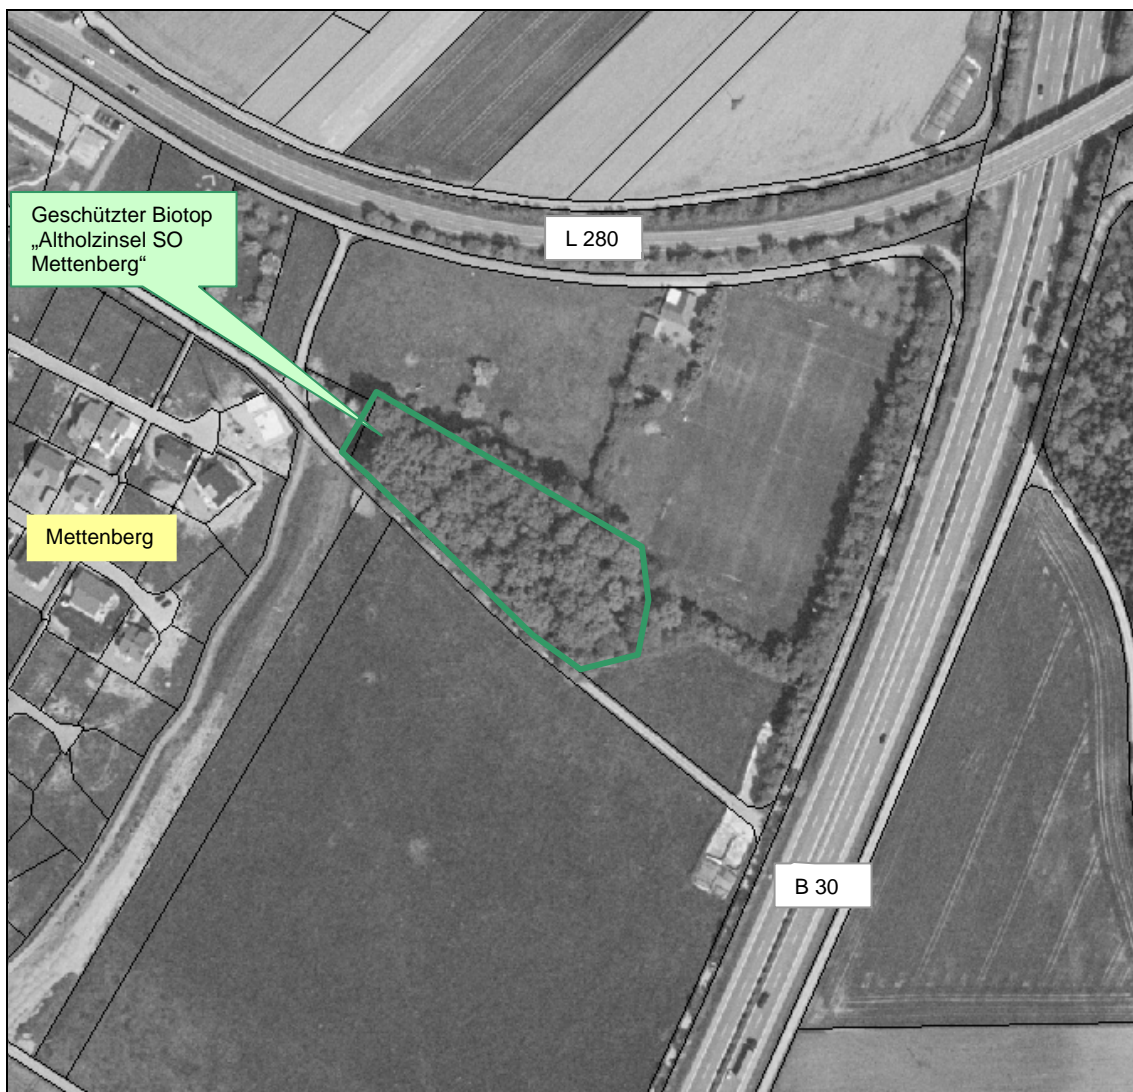 Geschützter Biotop
„Altholzinsel SO
Mettenberg“
L 280
Mettenberg
B 30